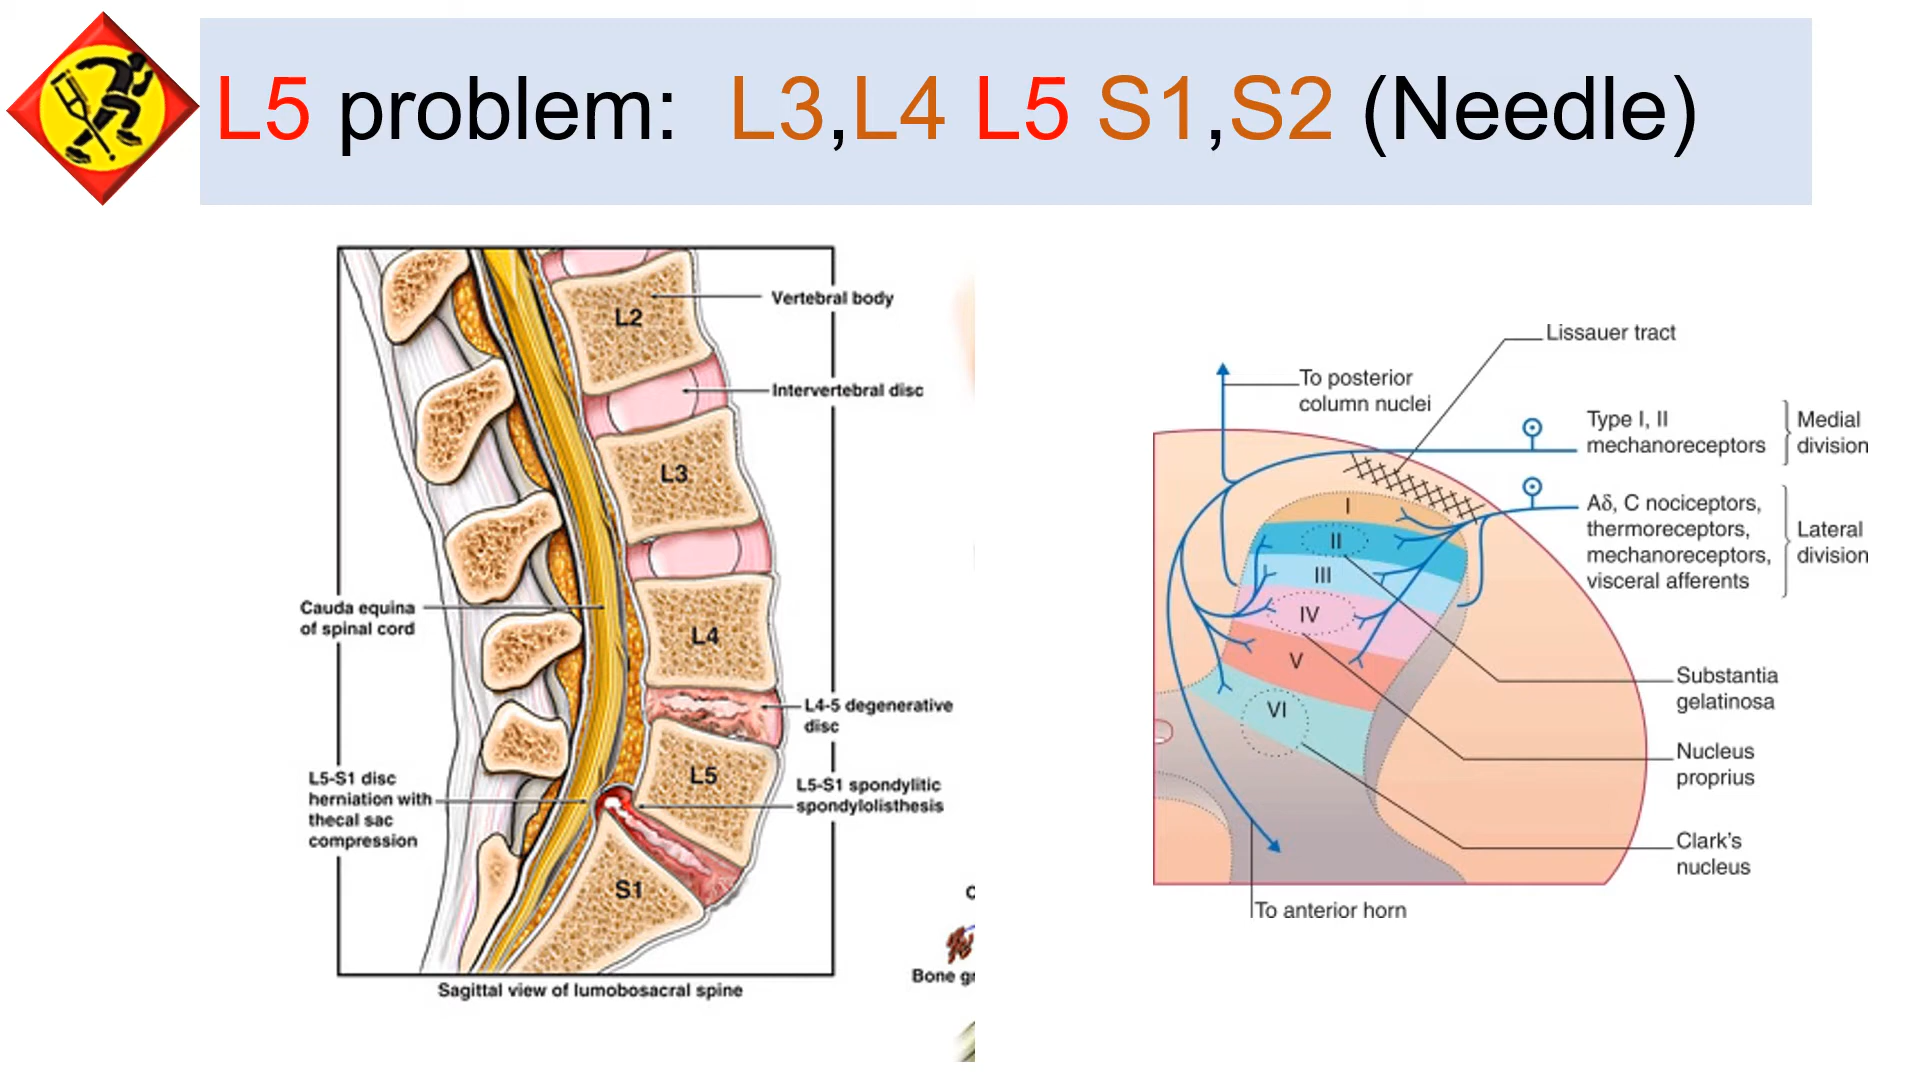 L5 problem: L3,L4 L5 S1,S2 (Needle)
L2
Vertebral body
Intervertebral disc
L3
Cauda equina
of spinal cord
L4
L4-5 degenerative
disc
L5
L5-S1 disc
herniation with
thecal sac
compression
L5-S1 spondylitic
spondylolisthesis
S1
Sagittal view of lumobosacral spine
Bone
Lissauer tract
To posterior
column nuclei
Type I, II
mechanoreceptors
Medial
division
Aδ, C nociceptors,
thermoreceptors,
mechanoreceptors,
visceral afferents
Lateral
division
I
II
III
IV
V
VI
Substantia
gelatinosa
Nucleus
proprius
Clark's
nucleus
To anterior horn